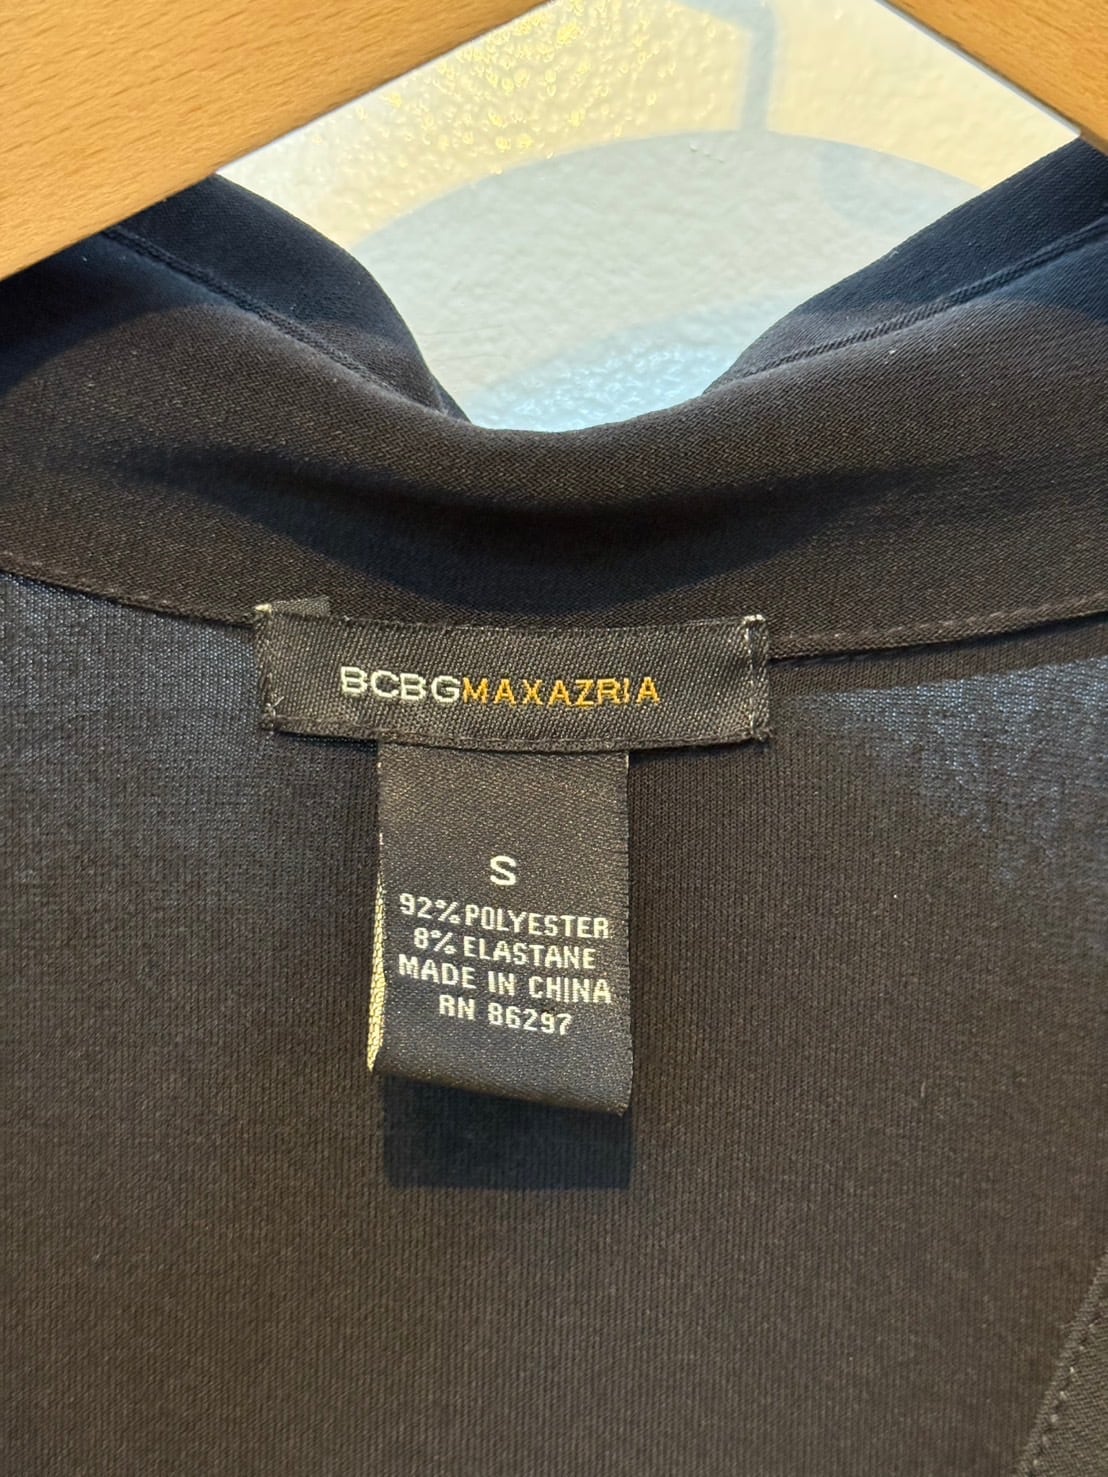 BCBGMAXAZRIA
S
92% POLYESTER
8% ELASTANE
MADE IN CHINA
RN 86297